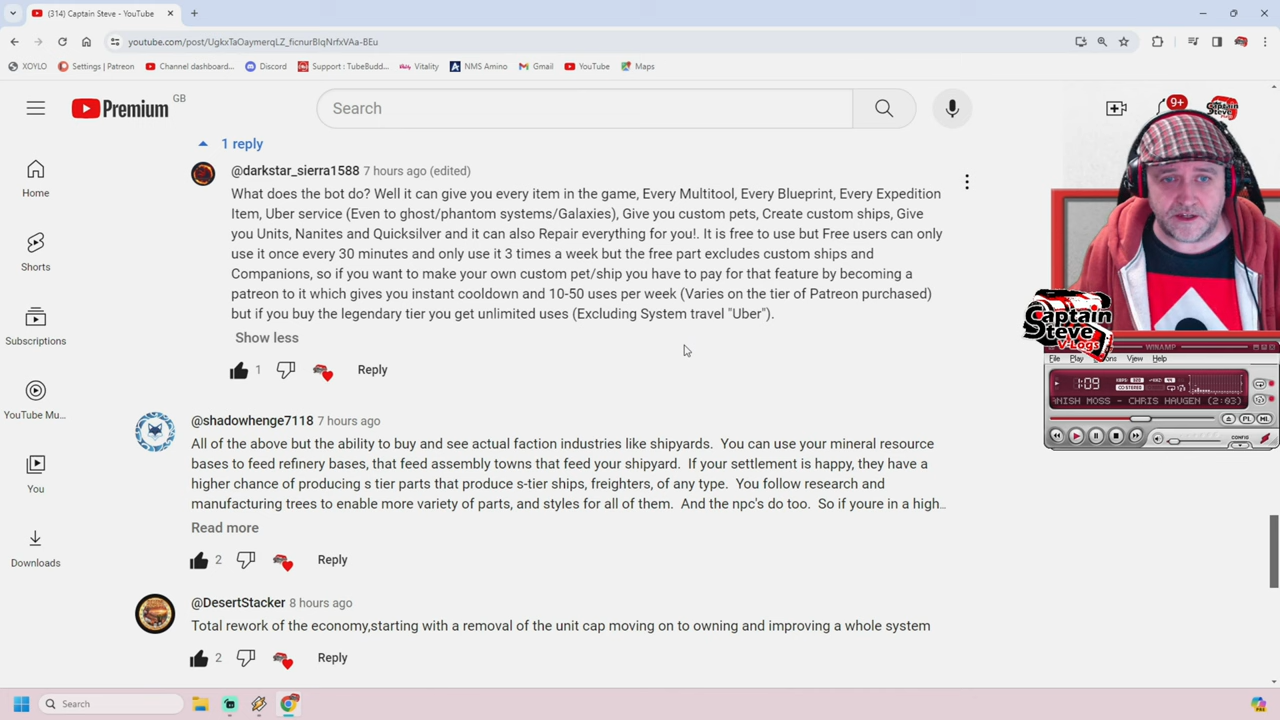 (314) Captain Steve - YouTube
youtube.com/post/UgkxTaOaymerqLZ_ficnurBIqNrfxVAa-BEu
XOYLO
Settings | Patreon
Channel dashboard...
Discord
Support : TubeBudd...
Vitality
NMS Amino
Gmail
YouTube
Maps
Premium GB
Search
9+
Home
Shorts
Subscriptions
YouTube Mu...
You
Downloads
1 reply
@darkstar_sierra1588 7 hours ago (edited)
What does the bot do? Well it can give you every item in the game, Every Multitool, Every Blueprint, Every Expedition
Item, Uber service (Even to ghost/phantom systems/Galaxies), Give you custom pets, Create custom ships, Give
you Units, Nanites and Quicksilver and it can also Repair everything for you!. It is free to use but Free users can only
use it once every 30 minutes and only use it 3 times a week but the free part excludes custom ships and
Companions, so if you want to make your own custom pet/ship you have to pay for that feature by becoming a
patreon to it which gives you instant cooldown and 10-50 uses per week (Varies on the tier of Patreon purchased)
but if you buy the legendary tier you get unlimited uses (Excluding System travel "Uber").
Show less
1
Reply
@shadowhenge7118 7 hours ago
All of the above but the ability to buy and see actual faction industries like shipyards. You can use your mineral resource
bases to feed refinery bases, that feed assembly towns that feed your shipyard. If your settlement is happy, they have a
higher chance of producing s tier parts that produce s-tier ships, freighters, of any type. You follow research and
manufacturing trees to enable more variety of parts, and styles for all of them. And the npc's do too. So if youre in a high...
Read more
2
Reply
@DesertStacker 8 hours ago
Total rework of the economy,starting with a removal of the unit cap moving on to owning and improving a whole system
2
Reply
Captain
Steve
V-Logs
WINAMP
File Play View Help
1:09
ANISH MOSS - CHRIS HAUGEN (2:03)
PL ML
CONFIG
Search